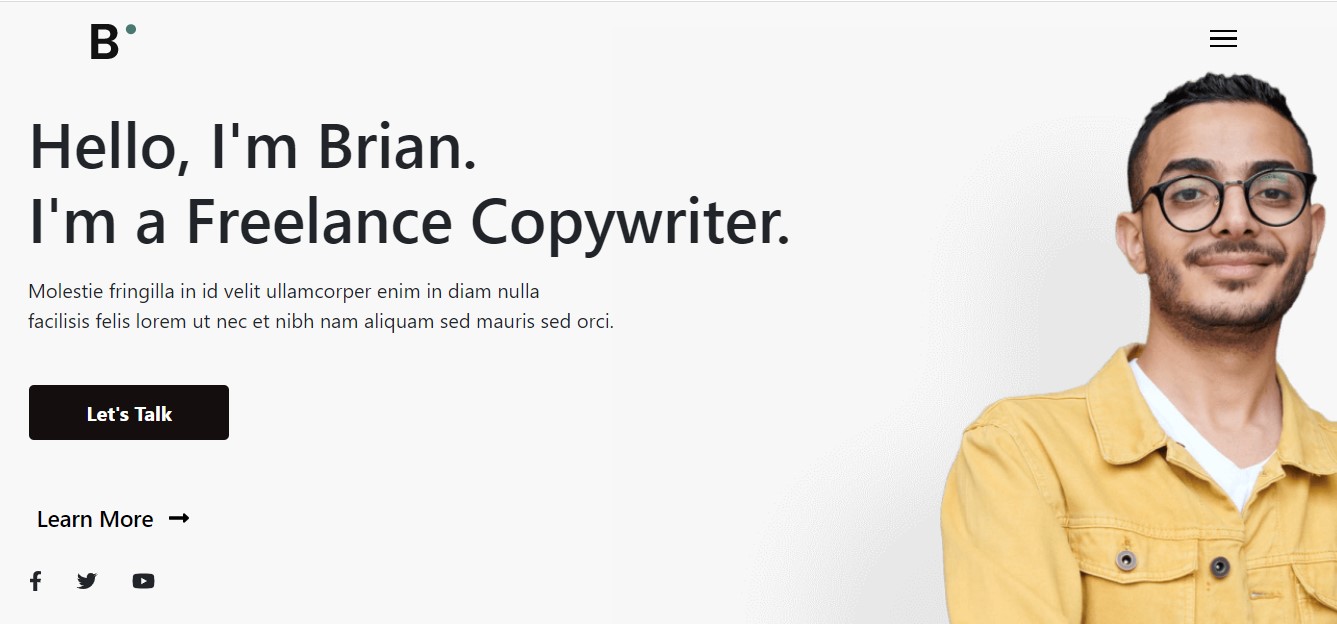 B
Hello, I'm Brian.
I'm a Freelance Copywriter.
Molestie fringilla in id velit ullamcorper enim in diam nulla
facilisis felis lorem ut nec et nibh nam aliquam sed mauris sed orci.
Let's Talk
Learn More